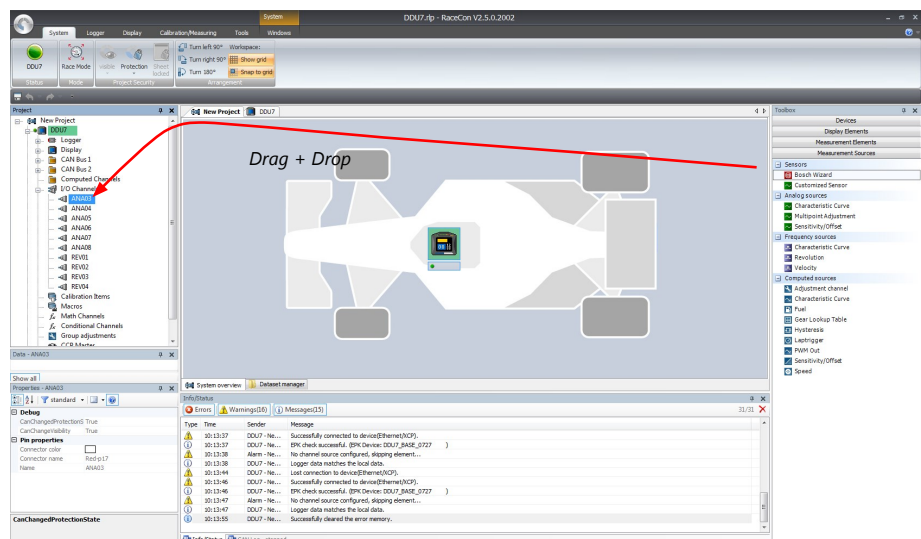 System
DDU7.rlp - RaceCon V2.5.0.2002
System Logger Display Calibration/Measuring Tools Windows
DDU7 Race Mode visible Protection Sheet locked
Turn left 90° Workspace:
Turn right 90° Show grid
Turn 180° Snap to grid
Status Mode Project Security Arrangement
Project
New Project
DDU7
Logger
Display
CAN Bus 1
CAN Bus 2
Computed Channels
I/O Channels
ANA03
ANA04
ANA05
ANA06
ANA07
ANA08
REV01
REV02
REV03
REV04
Calibration Items
Macros
Math Channels
Conditional Channels
Group adjustments
CCP Master
Data - ANA03
Show all
Properties - ANA03
standard
Debug
CanChangedProtectionS True
CanChangeVisibility True
Pin properties
Connector color
Connector name Red-p17
Name ANA03
CanChangedProtectionState
New Project DDU7
Drag + Drop
System overview Dataset manager
Info/Status
Errors Warnings(16) Messages(15) 31/31
Type Time Sender Message
10:13:37 DDU7 - Ne... Successfully connected to device(Ethernet/XCP).
10:13:37 DDU7 - Ne... EPK check successful. (EPK Device: DDU7_BASE_0727 )
10:13:38 Alarm - Ne... No channel source configured, skipping element...
10:13:38 DDU7 - Ne... Logger data matches the local data.
10:13:44 DDU7 - Ne... Lost connection to device(Ethernet/XCP).
10:13:46 DDU7 - Ne... Successfully connected to device(Ethernet/XCP).
10:13:46 DDU7 - Ne... EPK check successful. (EPK Device: DDU7_BASE_0727 )
10:13:47 Alarm - Ne... No channel source configured, skipping element...
10:13:47 DDU7 - Ne... Logger data matches the local data.
10:13:55 DDU7 - Ne... Successfully cleared the error memory.
Toolbox
Devices
Display Elements
Measurement Elements
Measurement Sources
Sensors
Bosch Wizard
Customized Sensor
Analog sources
Characteristic Curve
Multipoint Adjustment
Sensitivity/Offset
Frequency sources
Characteristic Curve
Revolution
Velocity
Computed sources
Adjustment channel
Characteristic Curve
Fuel
Gear Lookup Table
Hysteresis
Laptrigger
PWM Out
Sensitivity/Offset
Speed